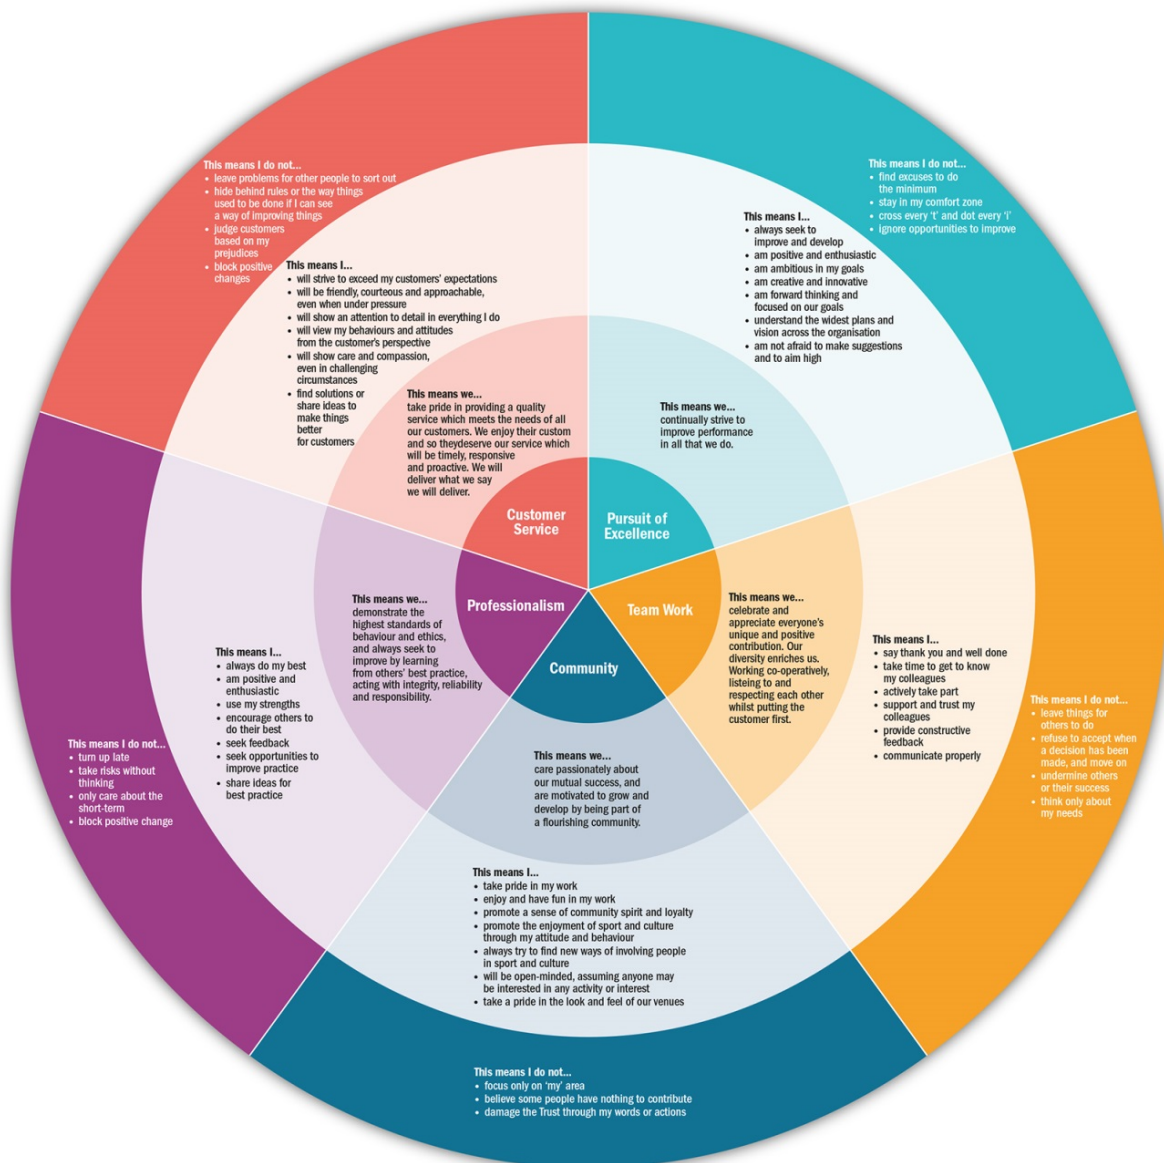 This means I do not...
• leave problems for other people to sort out
• hide behind rules or the way things
used to be done if I can see
a way of improving things
• judge customers
based on my
prejudices
• block positive
changes
This means I...
• will strive to exceed my customers' expectations
• will be friendly, courteous and approachable,
even when under pressure
• will show an attention to detail in everything I do
• will view my behaviours and attitudes
from the customer's perspective
• will show care and compassion,
even in challenging
circumstances
• find solutions or
share ideas to
make things
better
for customers
This means we...
take pride in providing a quality
service which meets the needs of all
our customers. We enjoy their custom
and so theydeserve our service which
will be timely, responsive
and proactive. We will
deliver what we say
we will deliver.
Customer
Service
This means I do not...
• find excuses to do
the minimum
• stay in my comfort zone
• cross every 't' and dot every 'i'
• ignore opportunities to improve
This means I...
• always seek to
improve and develop
• am positive and enthusiastic
• am ambitious in my goals
• am creative and innovative
• am forward thinking and
focused on our goals
• understand the widest plans and
vision across the organisation
• am not afraid to make suggestions
and to aim high
This means we...
continually strive to
improve performance
in all that we do.
Pursuit of
Excellence
Team Work
This means we...
celebrate and
appreciate everyone's
unique and positive
contribution. Our
diversity enriches us.
Working co-operatively,
listeing to and
respecting each other
whilst putting the
customer first.
This means I...
• say thank you and well done
• take time to get to know
my colleagues
• actively take part
• support and trust my
colleagues
• provide constructive
feedback
• communicate properly
This means I do not...
• leave things for
others to do
• refuse to accept when
a decision has been
made, and move on
• undermine others
or their success
• think only about
my needs
Professionalism
This means we...
demonstrate the
highest standards of
behaviour and ethics,
and always seek to
improve by learning
from others' best practice,
acting with integrity, reliability
and responsibility.
This means I...
• always do my best
• am positive and
enthusiastic
• use my strengths
• encourage others to
do their best
• seek feedback
• seek opportunities to
improve practice
• share ideas for
best practice
This means I do not...
• turn up late
• take risks without
thinking
• only care about the
short-term
• block positive change
Community
This means we...
care passionately about
our mutual success, and
are motivated to grow and
develop by being part of
a flourishing community.
This means I...
• take pride in my work
• enjoy and have fun in my work
• promote a sense of community spirit and loyalty
• promote the enjoyment of sport and culture
through my attitude and behaviour
• always try to find new ways of involving people
in sport and culture
• will be open-minded, assuming anyone may
be interested in any activity or interest
• take a pride in the look and feel of our venues
This means I do not...
• focus only on 'my' area
• believe some people have nothing to contribute
• damage the Trust through my words or actions